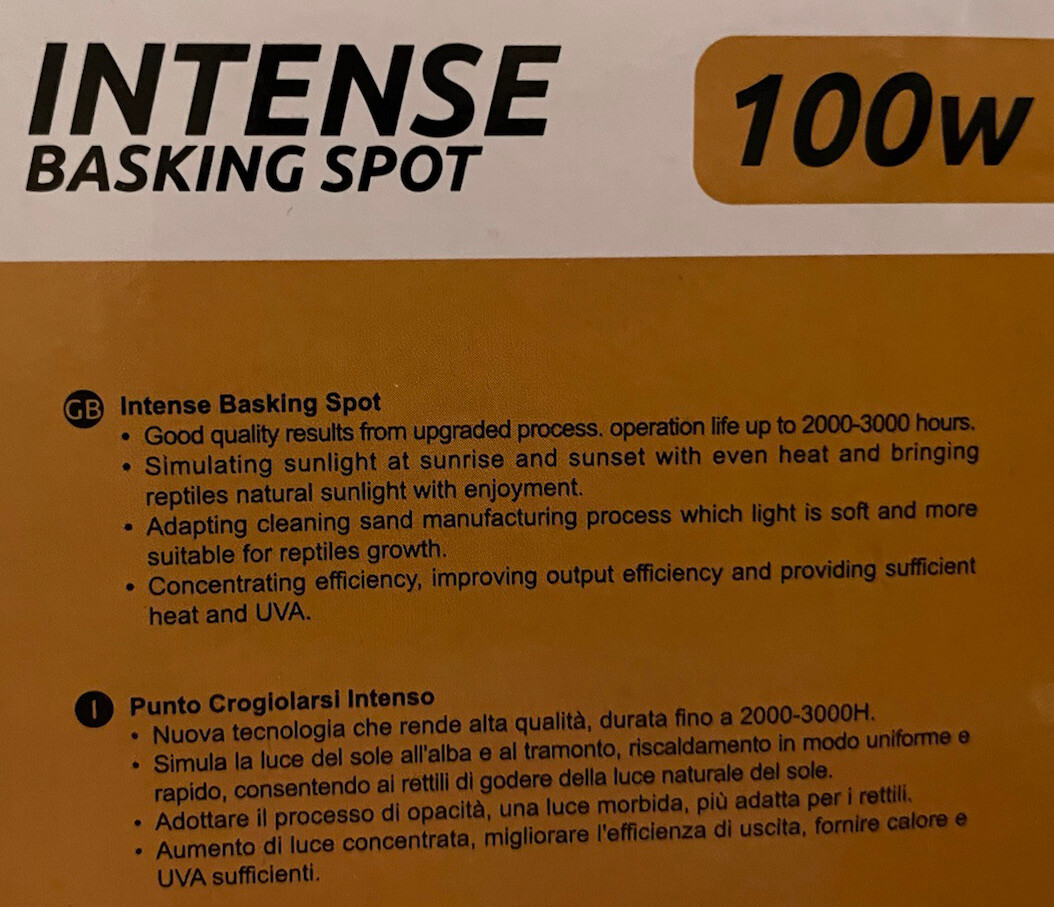 INTENSE
BASKING SPOT
100W
GB Intense Basking Spot
• Good quality results from upgraded process. operation life up to 2000-3000 hours.
• Simulating sunlight at sunrise and sunset with even heat and bringing
reptiles natural sunlight with enjoyment.
• Adapting cleaning sand manufacturing process which light is soft and more
suitable for reptiles growth.
• Concentrating efficiency, improving output efficiency and providing sufficient
heat and UVA.
I Punto Crogiolarsi Intenso
• Nuova tecnologia che rende alta qualità, durata fino a 2000-3000H.
• Simula la luce del sole all'alba e al tramonto, riscaldamento in modo uniforme e
rapido, consentendo ai rettili di godere della luce naturale del sole.
• Adottare il processo di opacità, una luce morbida, più adatta per i rettili.
• Aumento di luce concentrata, migliorare l'efficienza di uscita, fornire calore e
UVA sufficienti.